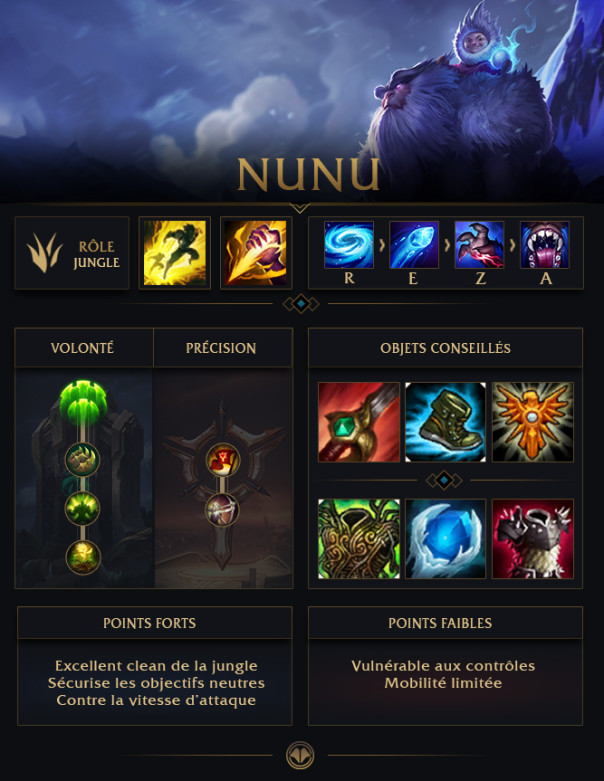 NUNU
RÔLE
JUNGLE
R
E
Z
A
VOLONTÉ
PRÉCISION
OBJETS CONSEILLÉS
POINTS FORTS
Excellent clean de la jungle
Sécurise les objectifs neutres
Contre la vitesse d'attaque
POINTS FAIBLES
Vulnérable aux contrôles
Mobilité limitée